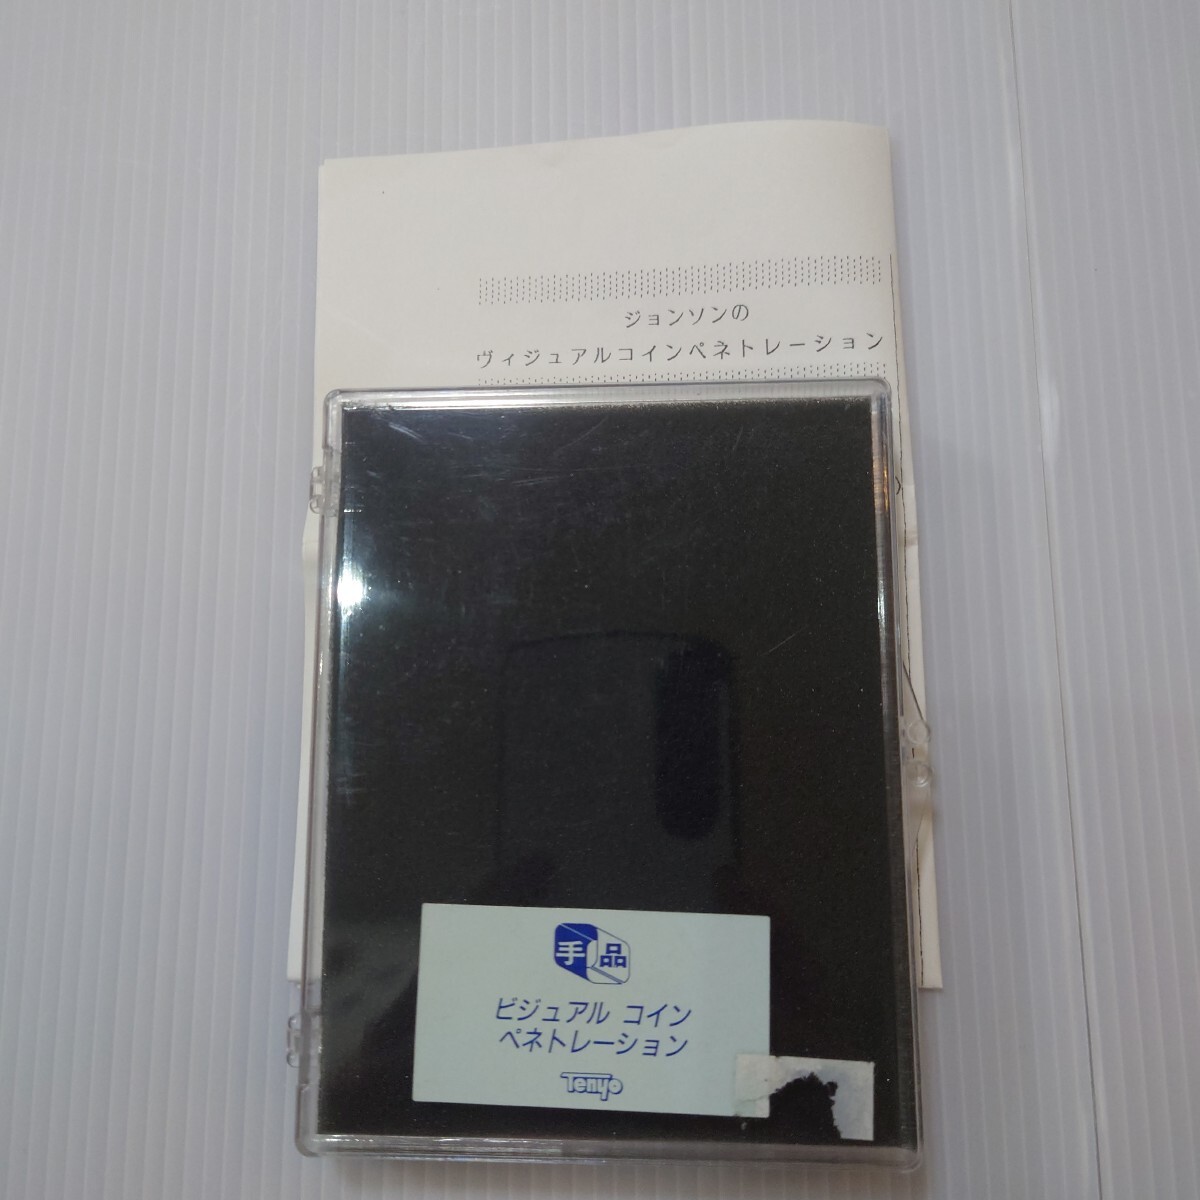 ジョンソンの
ヴィジュアルコインペネトレーション
手品
ビジュアル コイン
ペネトレーション
Tenyo